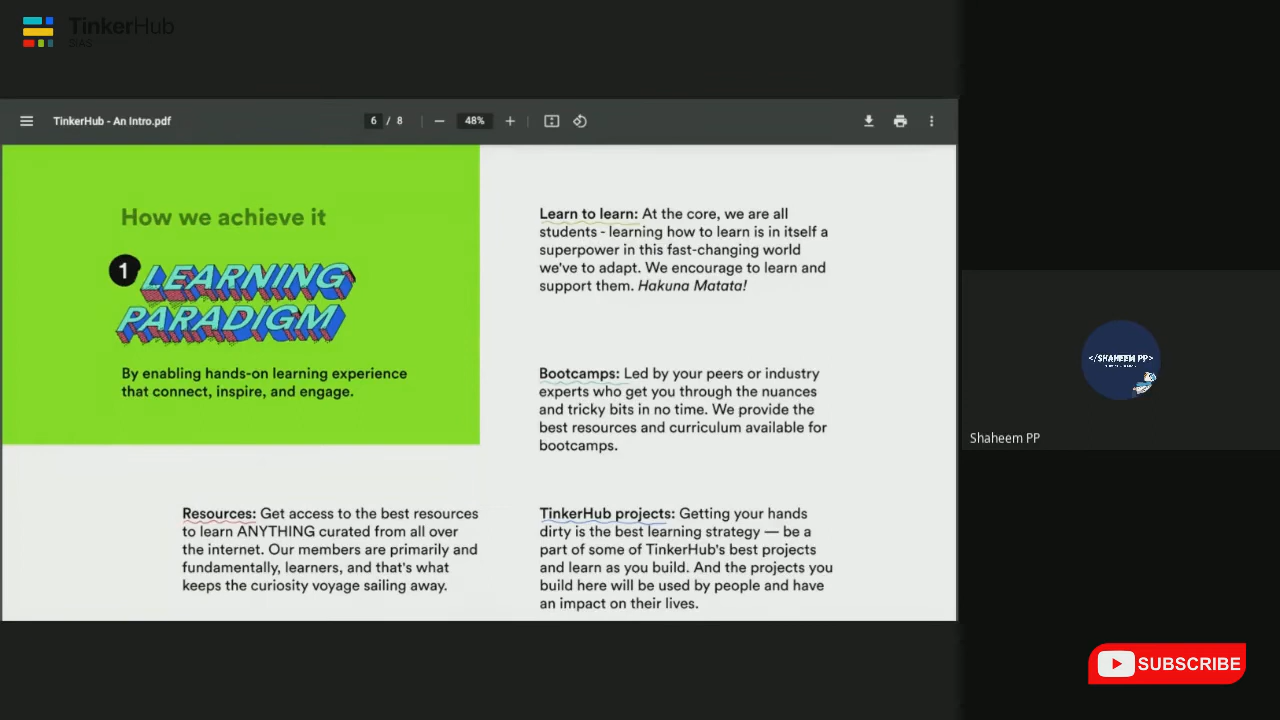 TinkerHub
SIAS
TinkerHub - An Intro.pdf
6 / 8
48%
How we achieve it
1 LEARNING
PARADIGM
By enabling hands-on learning experience
that connect, inspire, and engage.
Learn to learn: At the core, we are all
students - learning how to learn is in itself a
superpower in this fast-changing world
we've to adapt. We encourage to learn and
support them. Hakuna Matata!
Bootcamps: Led by your peers or industry
experts who get you through the nuances
and tricky bits in no time. We provide the
best resources and curriculum available for
bootcamps.
Resources: Get access to the best resources
to learn ANYTHING curated from all over
the internet. Our members are primarily and
fundamentally, learners, and that's what
keeps the curiosity voyage sailing away.
TinkerHub projects: Getting your hands
dirty is the best learning strategy — be a
part of some of TinkerHub's best projects
and learn as you build. And the projects you
build here will be used by people and have
an impact on their lives.
</SHAHEEM PP>
Shaheem PP
SUBSCRIBE